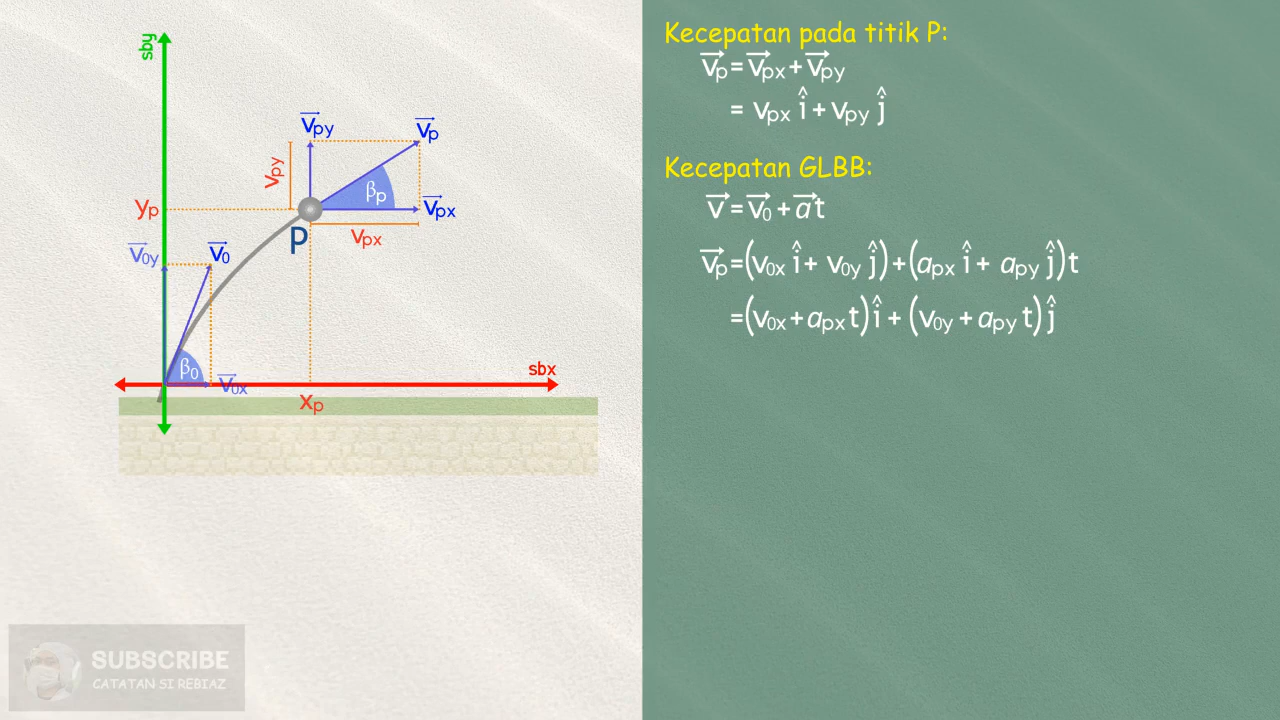 sby
v⃗py
v⃗p
vpy
βp
yp
v⃗px
P
vpx
v⃗0y
v⃗0
β0
sbx
v⃗0x
xp
SUBSCRIBE
CATATAN SI REBIAZ
Kecepatan pada titik P:
v⃗p = v⃗px + v⃗py
= vpx î + vpy ĵ
Kecepatan GLBB:
v⃗ = v⃗0 + a⃗t
v⃗p = (v0x î + v0y ĵ) + (apx î + apy ĵ) t
= (v0x + apx t) î + (v0y + apy t) ĵ